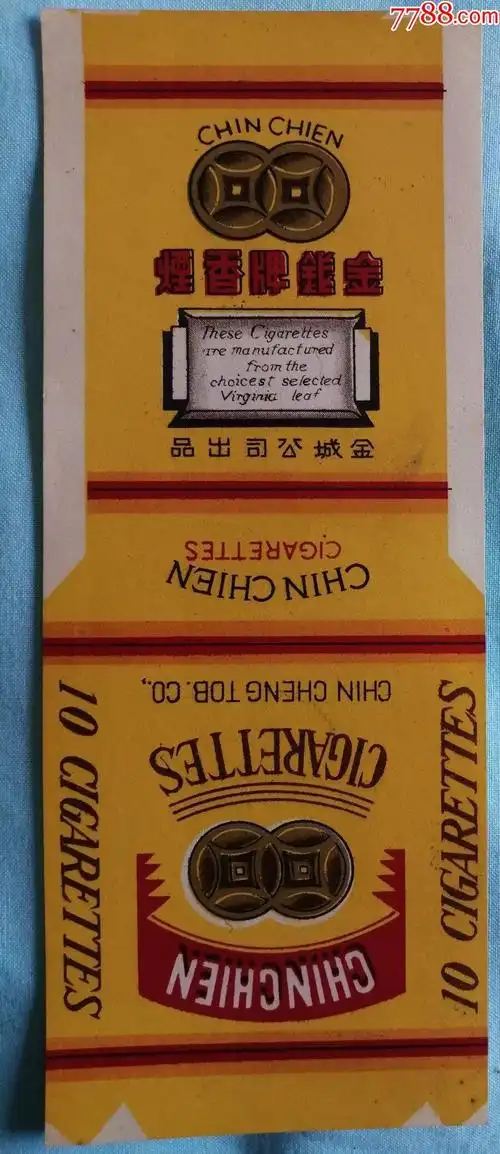 7788.com
CHIN CHIEN
金錢牌香煙
These Cigarettes
are manufactured
from the
choicest selected
Virginia leaf
金城公司出品
CHIN CHIEN
CIGARETTES
CHINCHIEN
CIGARETTES
CHIN CHENG TOB. CO.,
10 CIGARETTES
10 CIGARETTES